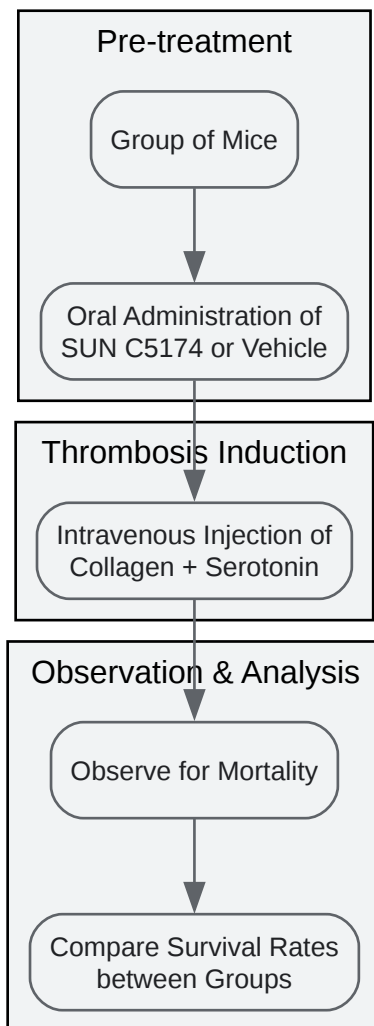 Pre-treatment
Group of Mice
Oral Administration of
SUN C5174 or Vehicle
Thrombosis Induction
Intravenous Injection of
Collagen + Serotonin
Observation & Analysis
Observe for Mortality
Compare Survival Rates
between Groups